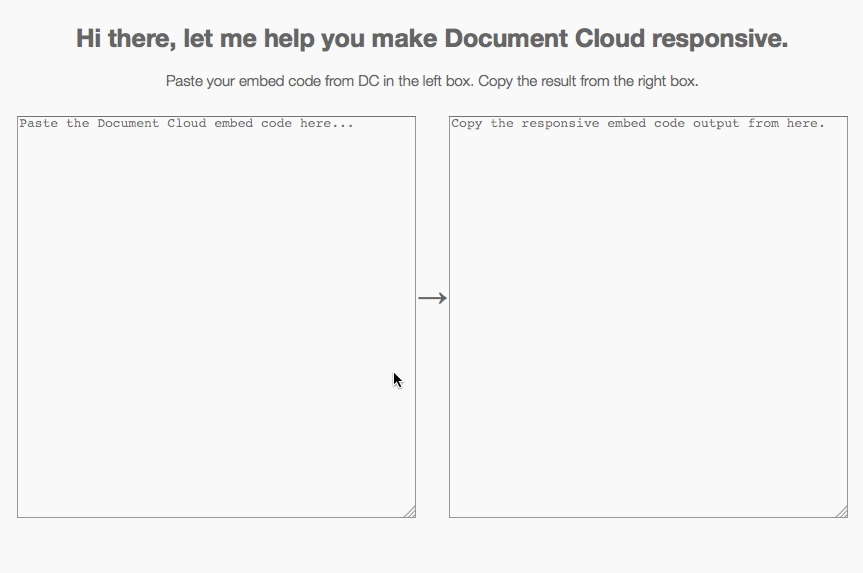 Hi there, let me help you make Document Cloud responsive.
Paste your embed code from DC in the left box. Copy the result from the right box.
Paste the Document Cloud embed code here...
Copy the responsive embed code output from here.